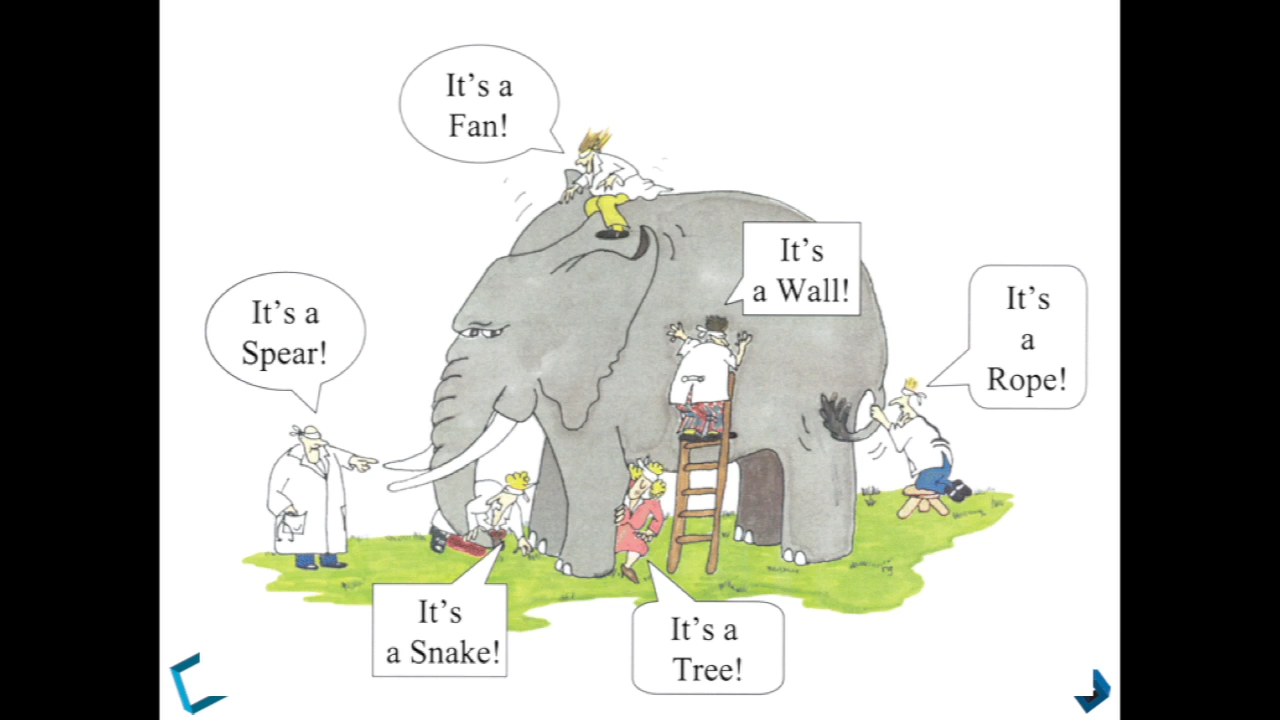 It's a
Fan!
It's
a Wall!
It's a
Spear!
It's
a
Rope!
It's
a Snake!
It's a
Tree!